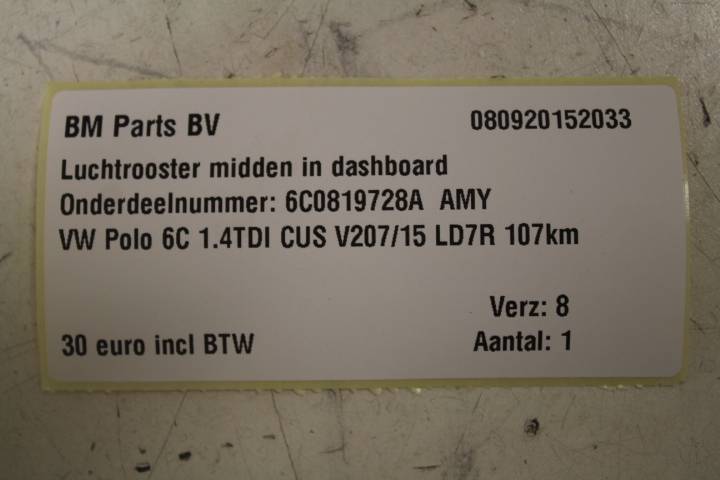 BM Parts BV 080920152033
Luchtrooster midden in dashboard
Onderdeelnummer: 6C0819728A AMY
VW Polo 6C 1.4TDI CUS V207/15 LD7R 107km
Verz: 8
30 euro incl BTW Aantal: 1